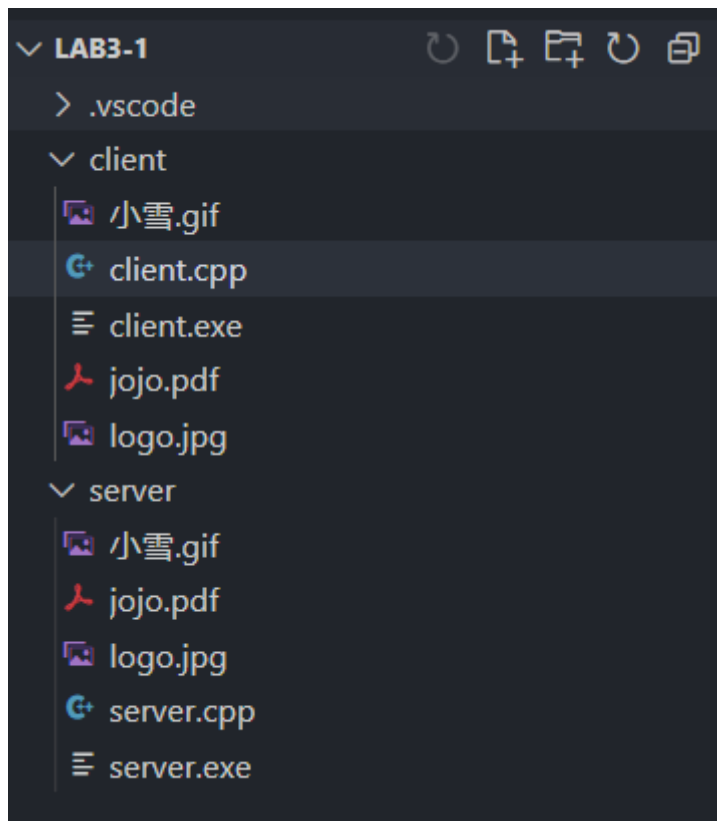 LAB3-1
.vscode
client
小雪.gif
client.cpp
client.exe
jojo.pdf
logo.jpg
server
小雪.gif
jojo.pdf
logo.jpg
server.cpp
server.exe